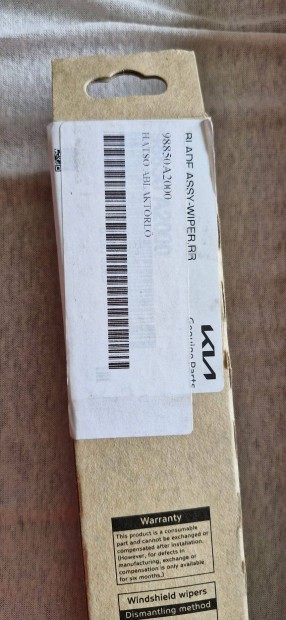 BLADE ASSY-WIPER,RR
98850A2000
HATSO ABLAKTORLO
KIA
Genuine Parts
Warranty
This product is a consumable
part and cannot be exchanged or
compensated after installation.
(However, for defects in
manufacturing, exchange or
compensation is only available
for six months.)
Windshield wipers
Dismantling method